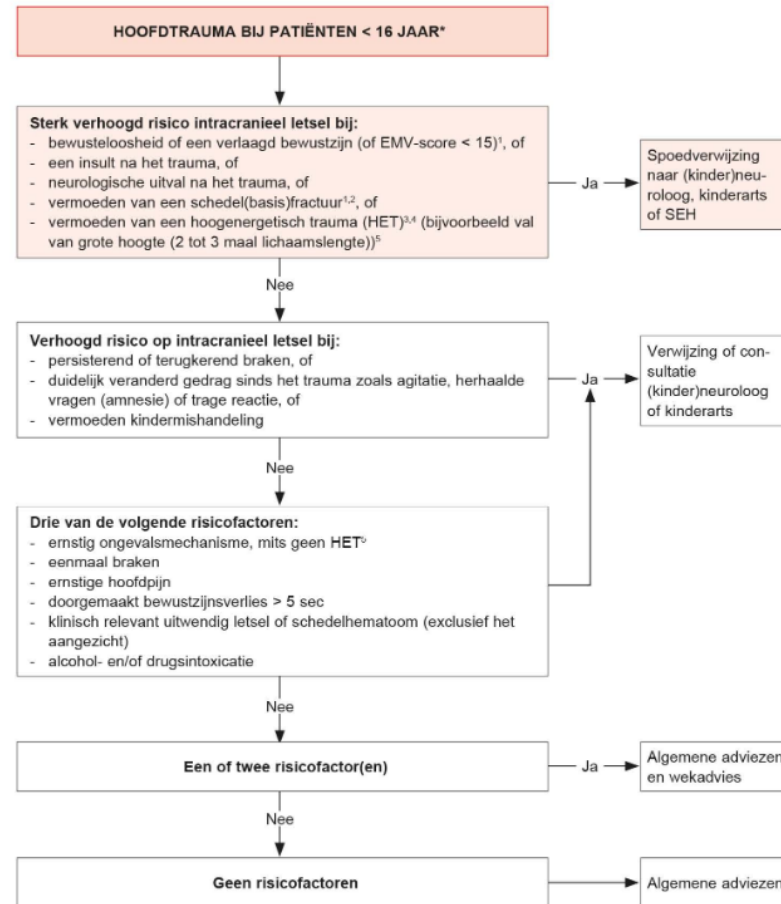 HOOFDTRAUMA BIJ PATIËNTEN < 16 JAAR*
Sterk verhoogd risico intracranieel letsel bij:
- bewusteloosheid of een verlaagd bewustzijn (of EMV-score < 15)¹, of
- een insult na het trauma, of
- neurologische uitval na het trauma, of
- vermoeden van een schedel(basis)fractuur¹,², of
- vermoeden van een hoogenergetisch trauma (HET)³,⁴ (bijvoorbeeld val
van grote hoogte (2 tot 3 maal lichaamslengte))⁵
Ja
Spoedverwijzing
naar (kinder)neu-
roloog, kinderarts
of SEH
Nee
Verhoogd risico op intracranieel letsel bij:
- persisterend of terugkerend braken, of
- duidelijk veranderd gedrag sinds het trauma zoals agitatie, herhaalde
vragen (amnesie) of trage reactie, of
- vermoeden kindermishandeling
Ja
Verwijzing of con-
sultatie
(kinder)neuroloog
of kinderarts
Nee
Drie van de volgende risicofactoren:
- ernstig ongevalsmechanisme, mits geen HET⁵
- eenmaal braken
- ernstige hoofdpijn
- doorgemaakt bewustzijnsverlies > 5 sec
- klinisch relevant uitwendig letsel of schedelhematoom (exclusief het
aangezicht)
- alcohol- en/of drugsintoxicatie
Nee
Een of twee risicofactor(en)
Ja
Algemene adviezen
en wekadvies
Nee
Geen risicofactoren
Algemene adviezen